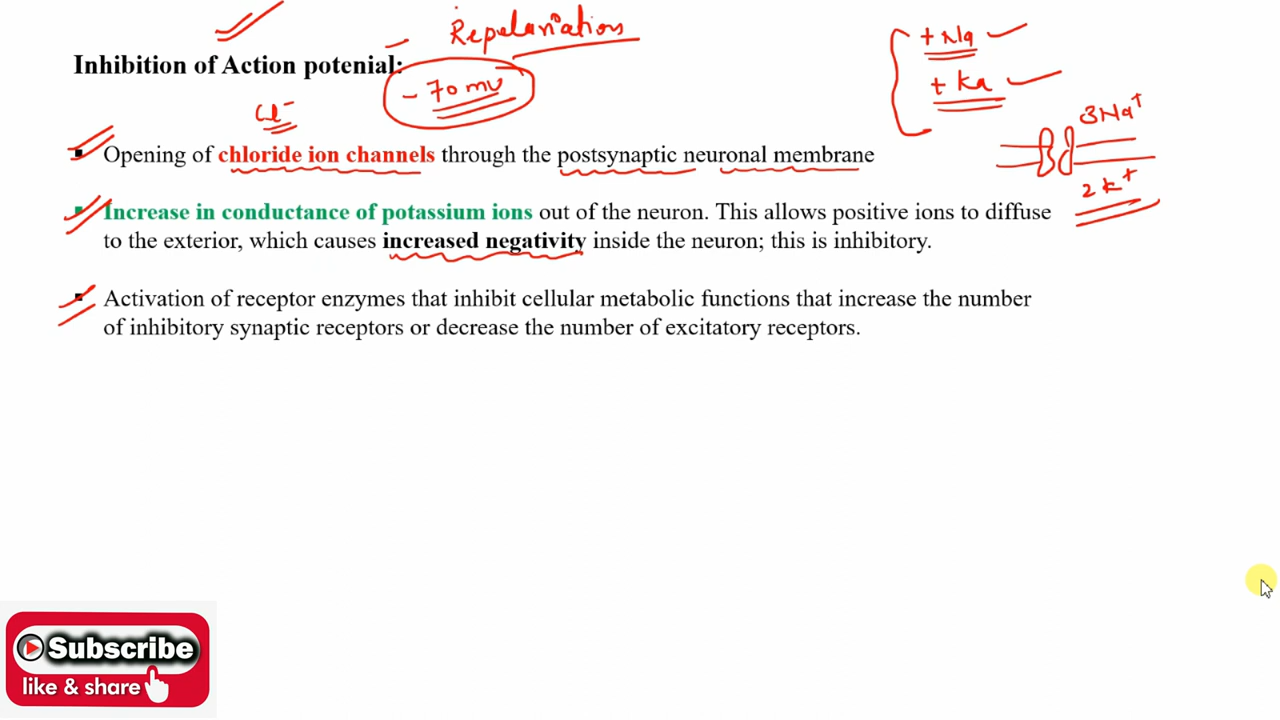 Repolarization
+ Na
Inhibition of Action potenial:
- 70 mv
+ Ka
Cl-
3Na+
Opening of chloride ion channels through the postsynaptic neuronal membrane
2K+
Increase in conductance of potassium ions out of the neuron. This allows positive ions to diffuse
to the exterior, which causes increased negativity inside the neuron; this is inhibitory.
Activation of receptor enzymes that inhibit cellular metabolic functions that increase the number
of inhibitory synaptic receptors or decrease the number of excitatory receptors.
Subscribe
like & share